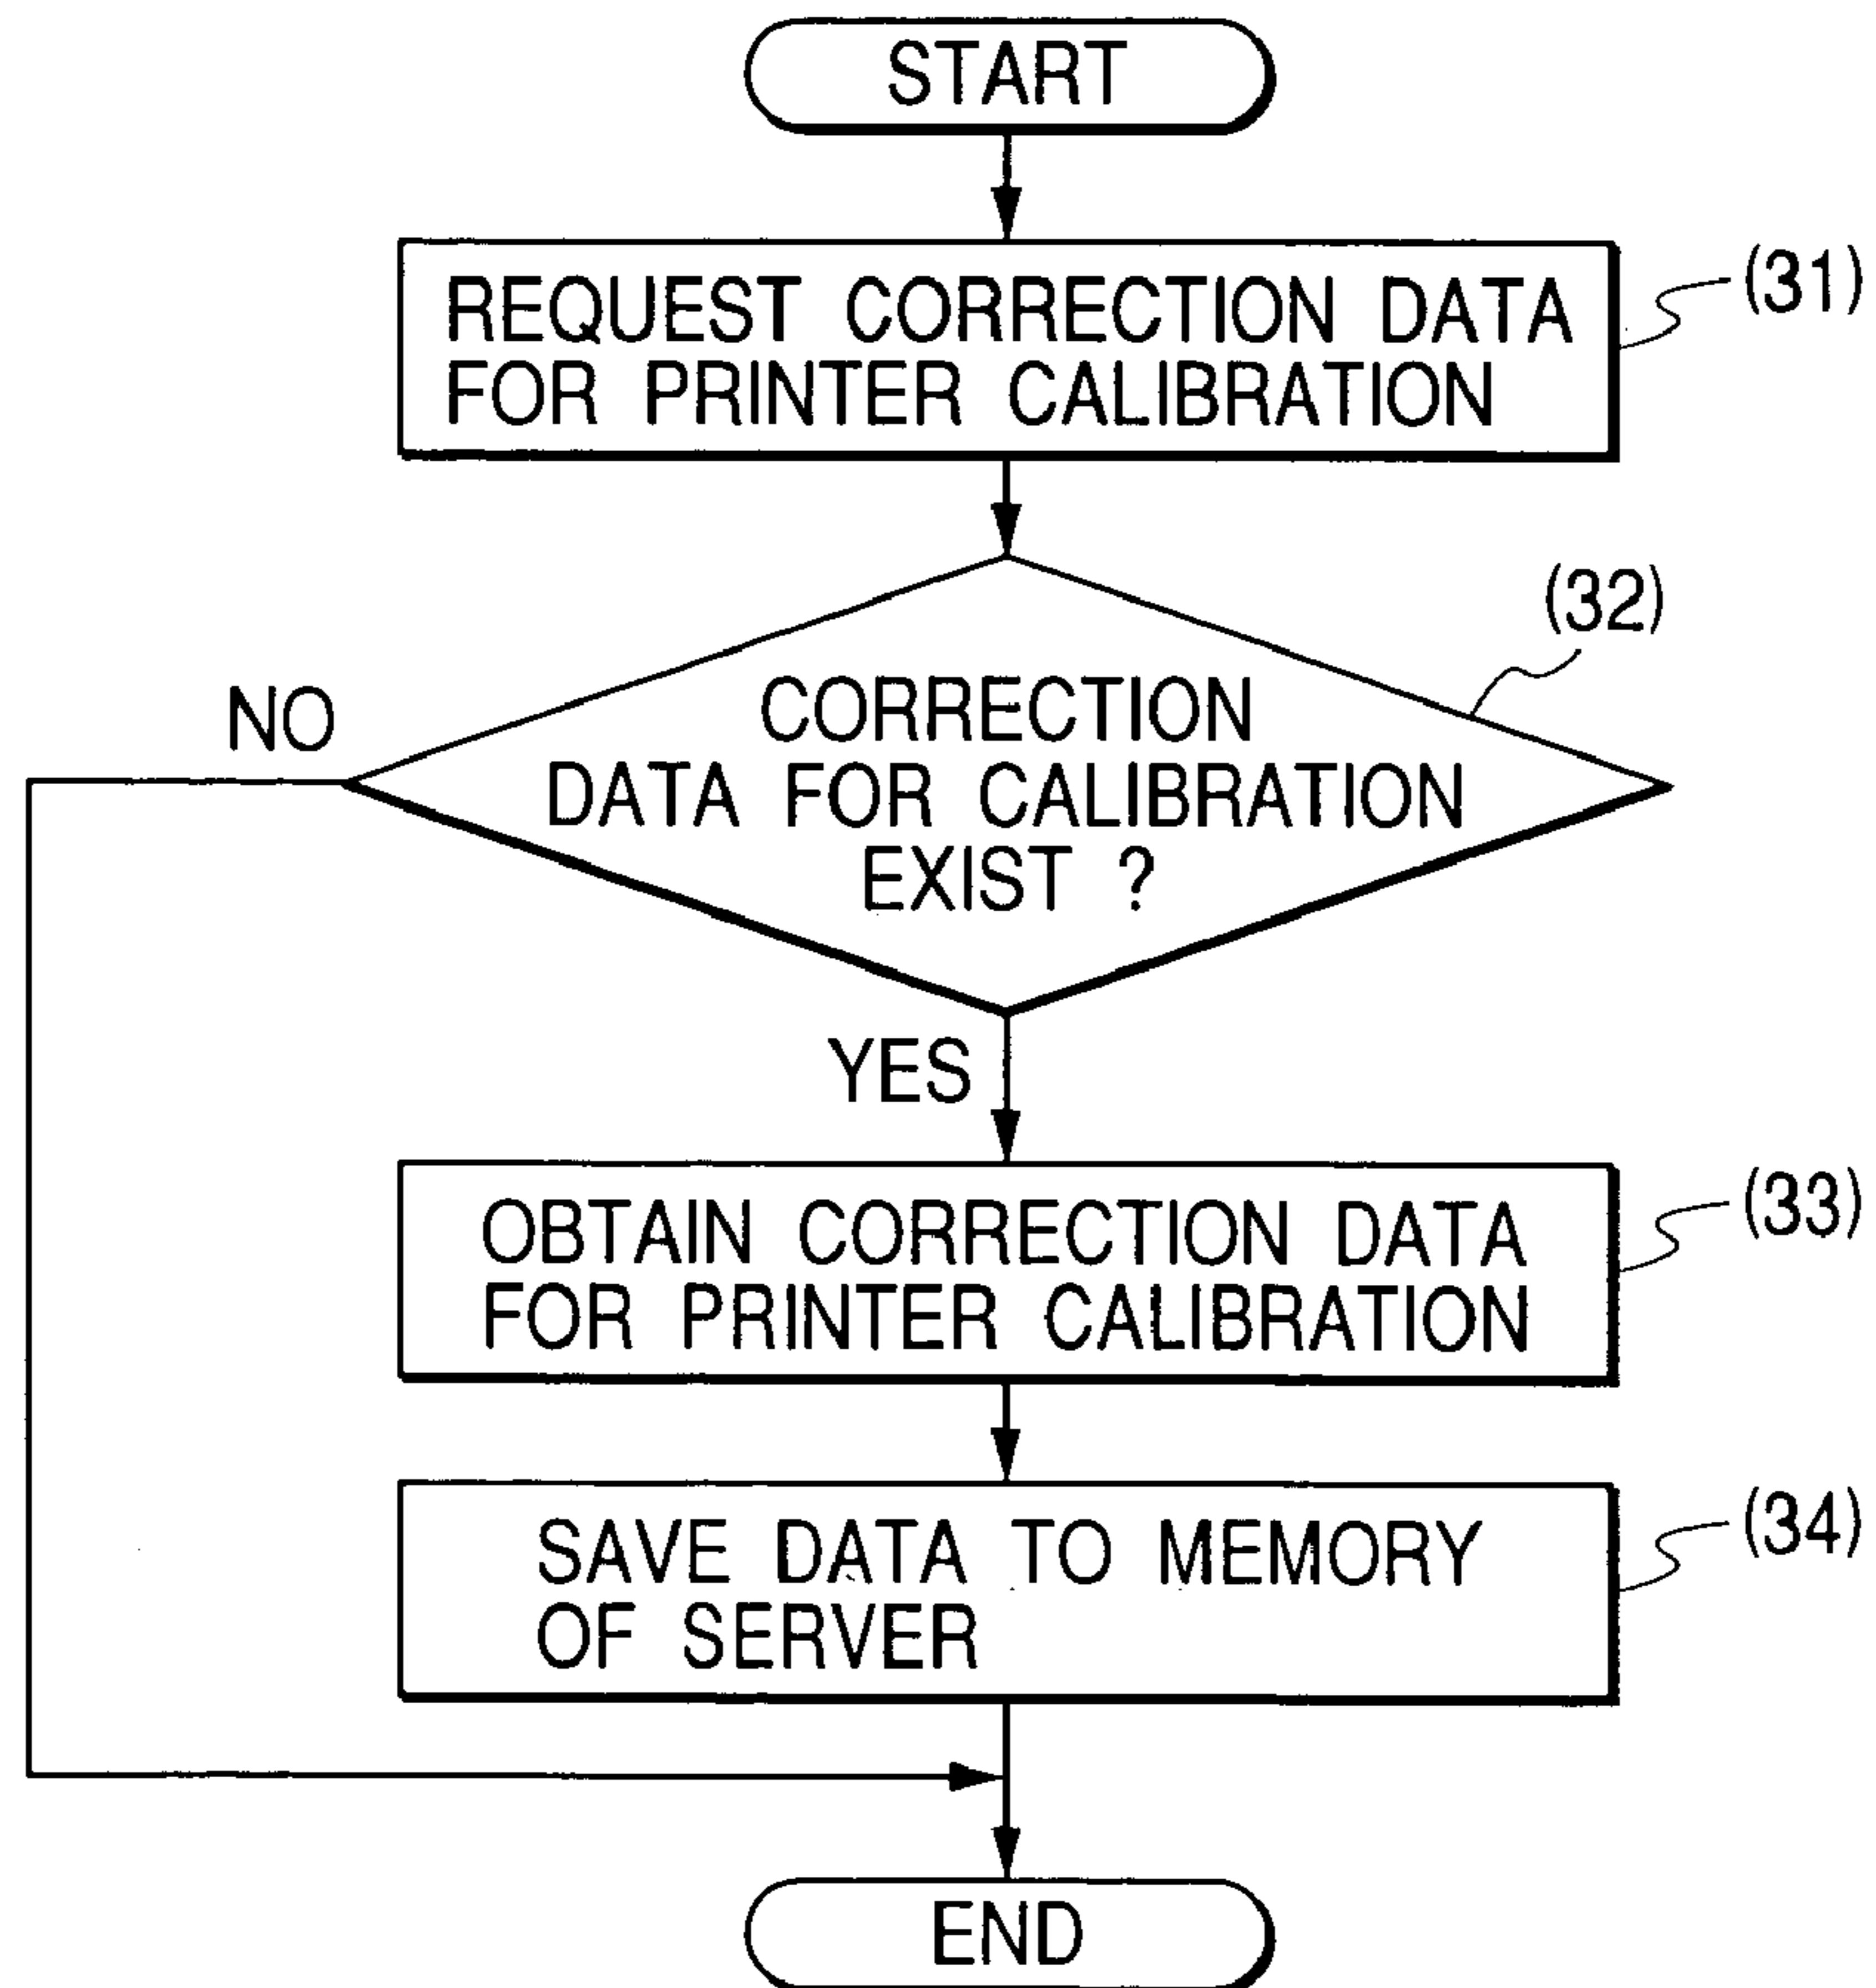 START
REQUEST CORRECTION DATA
FOR PRINTER CALIBRATION
(31)
(32)
CORRECTION
DATA FOR CALIBRATION
EXIST ?
NO
YES
OBTAIN CORRECTION DATA
FOR PRINTER CALIBRATION
(33)
SAVE DATA TO MEMORY
OF SERVER
(34)
END